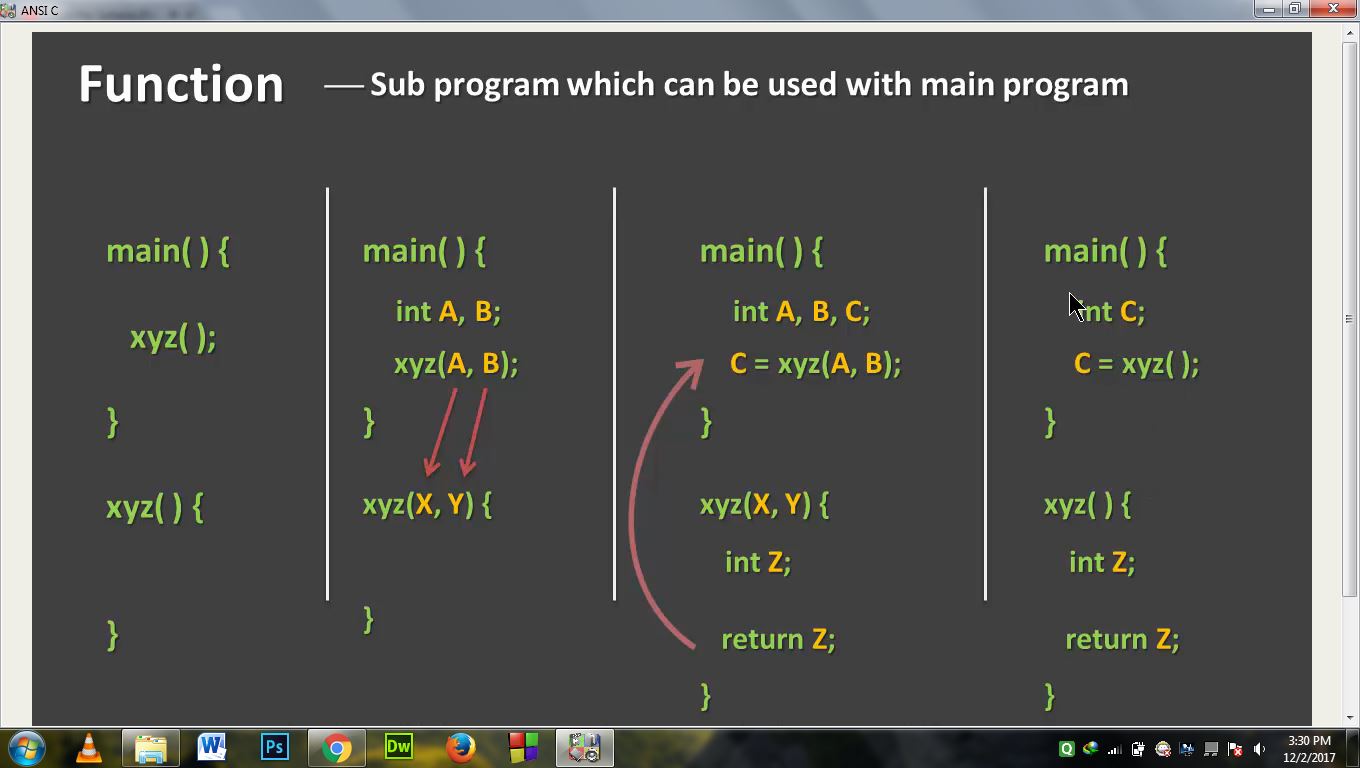 ANSI C
Function — Sub program which can be used with main program
main( ) {
xyz( );
}
xyz( ) {
}
main( ) {
int A, B;
xyz(A, B);
}
xyz(X, Y) {
}
main( ) {
int A, B, C;
C = xyz(A, B);
}
xyz(X, Y) {
int Z;
return Z;
}
main( ) {
int C;
C = xyz( );
}
xyz( ) {
int Z;
return Z;
}
W
Ps
Dw
Q
3:30 PM
12/2/2017